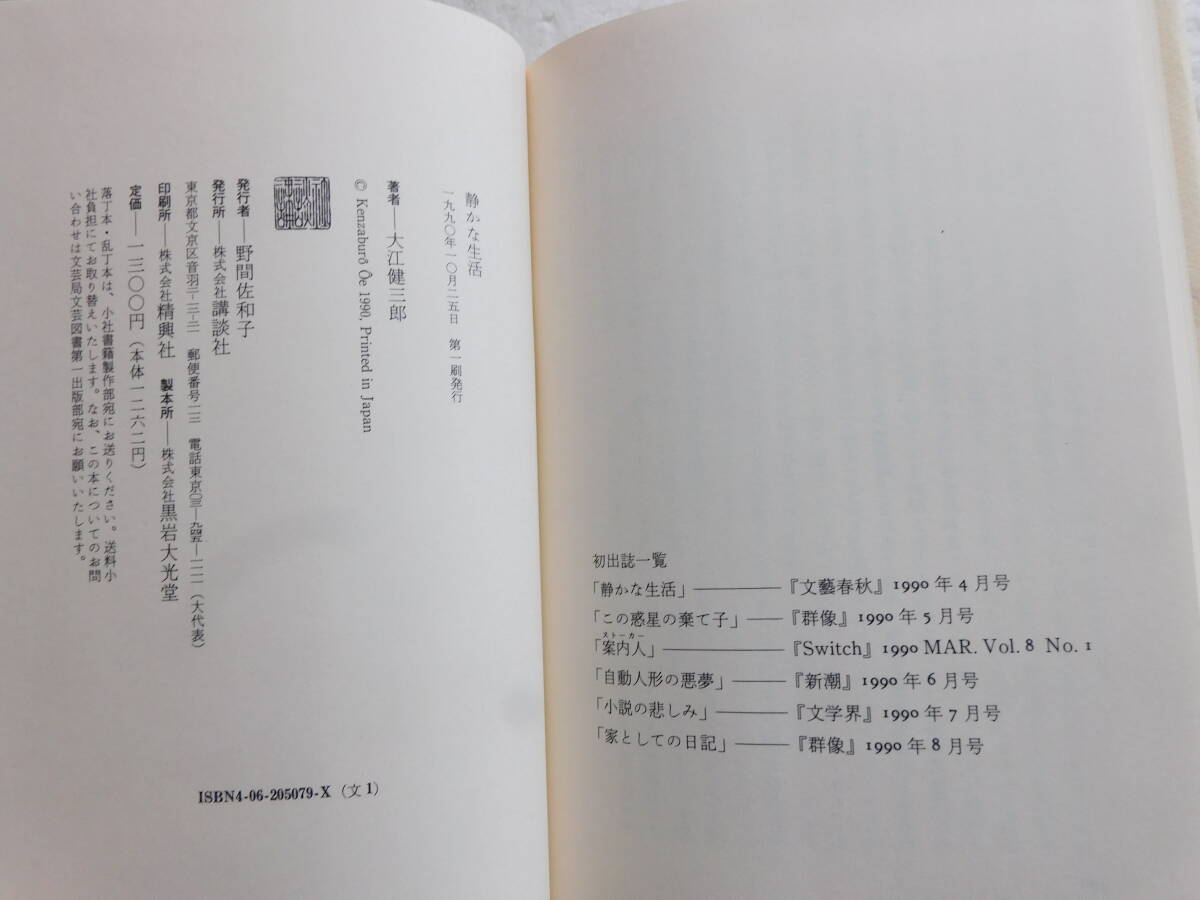 初出誌一覧
「静かな生活」———『文藝春秋』1990年4月号
「この惑星の棄て子」——『群像』1990年5月号
ストーカー
「案内人」————『Switch』1990 MAR. Vol. 8 No. 1
「自動人形の悪夢」———『新潮』1990年6月号
「小説の悲しみ」———『文学界』1990年7月号
「家としての日記」———『群像』1990年8月号
静かな生活
一九九〇年一〇月二五日 第一刷発行
著者——大江健三郎
© Kenzaburō Ōe 1990, Printed in Japan
発行者——野間佐和子
発行所——株式会社講談社
東京都文京区音羽二—一二—二一 郵便番号一一二 電話東京〇三—九四五—一一一一(大代表)
印刷所——株式会社精興社 製本所——株式会社黒岩大光堂
定価——一三〇〇円(本体一二六二円)
落丁本・乱丁本は、小社書籍製作部宛にお送りください。送料小
社負担にてお取り替えいたします。なお、この本についてのお問
い合わせは文芸局文芸図書第一出版部宛にお願いいたします。
ISBN4-06-205079-X (文1)